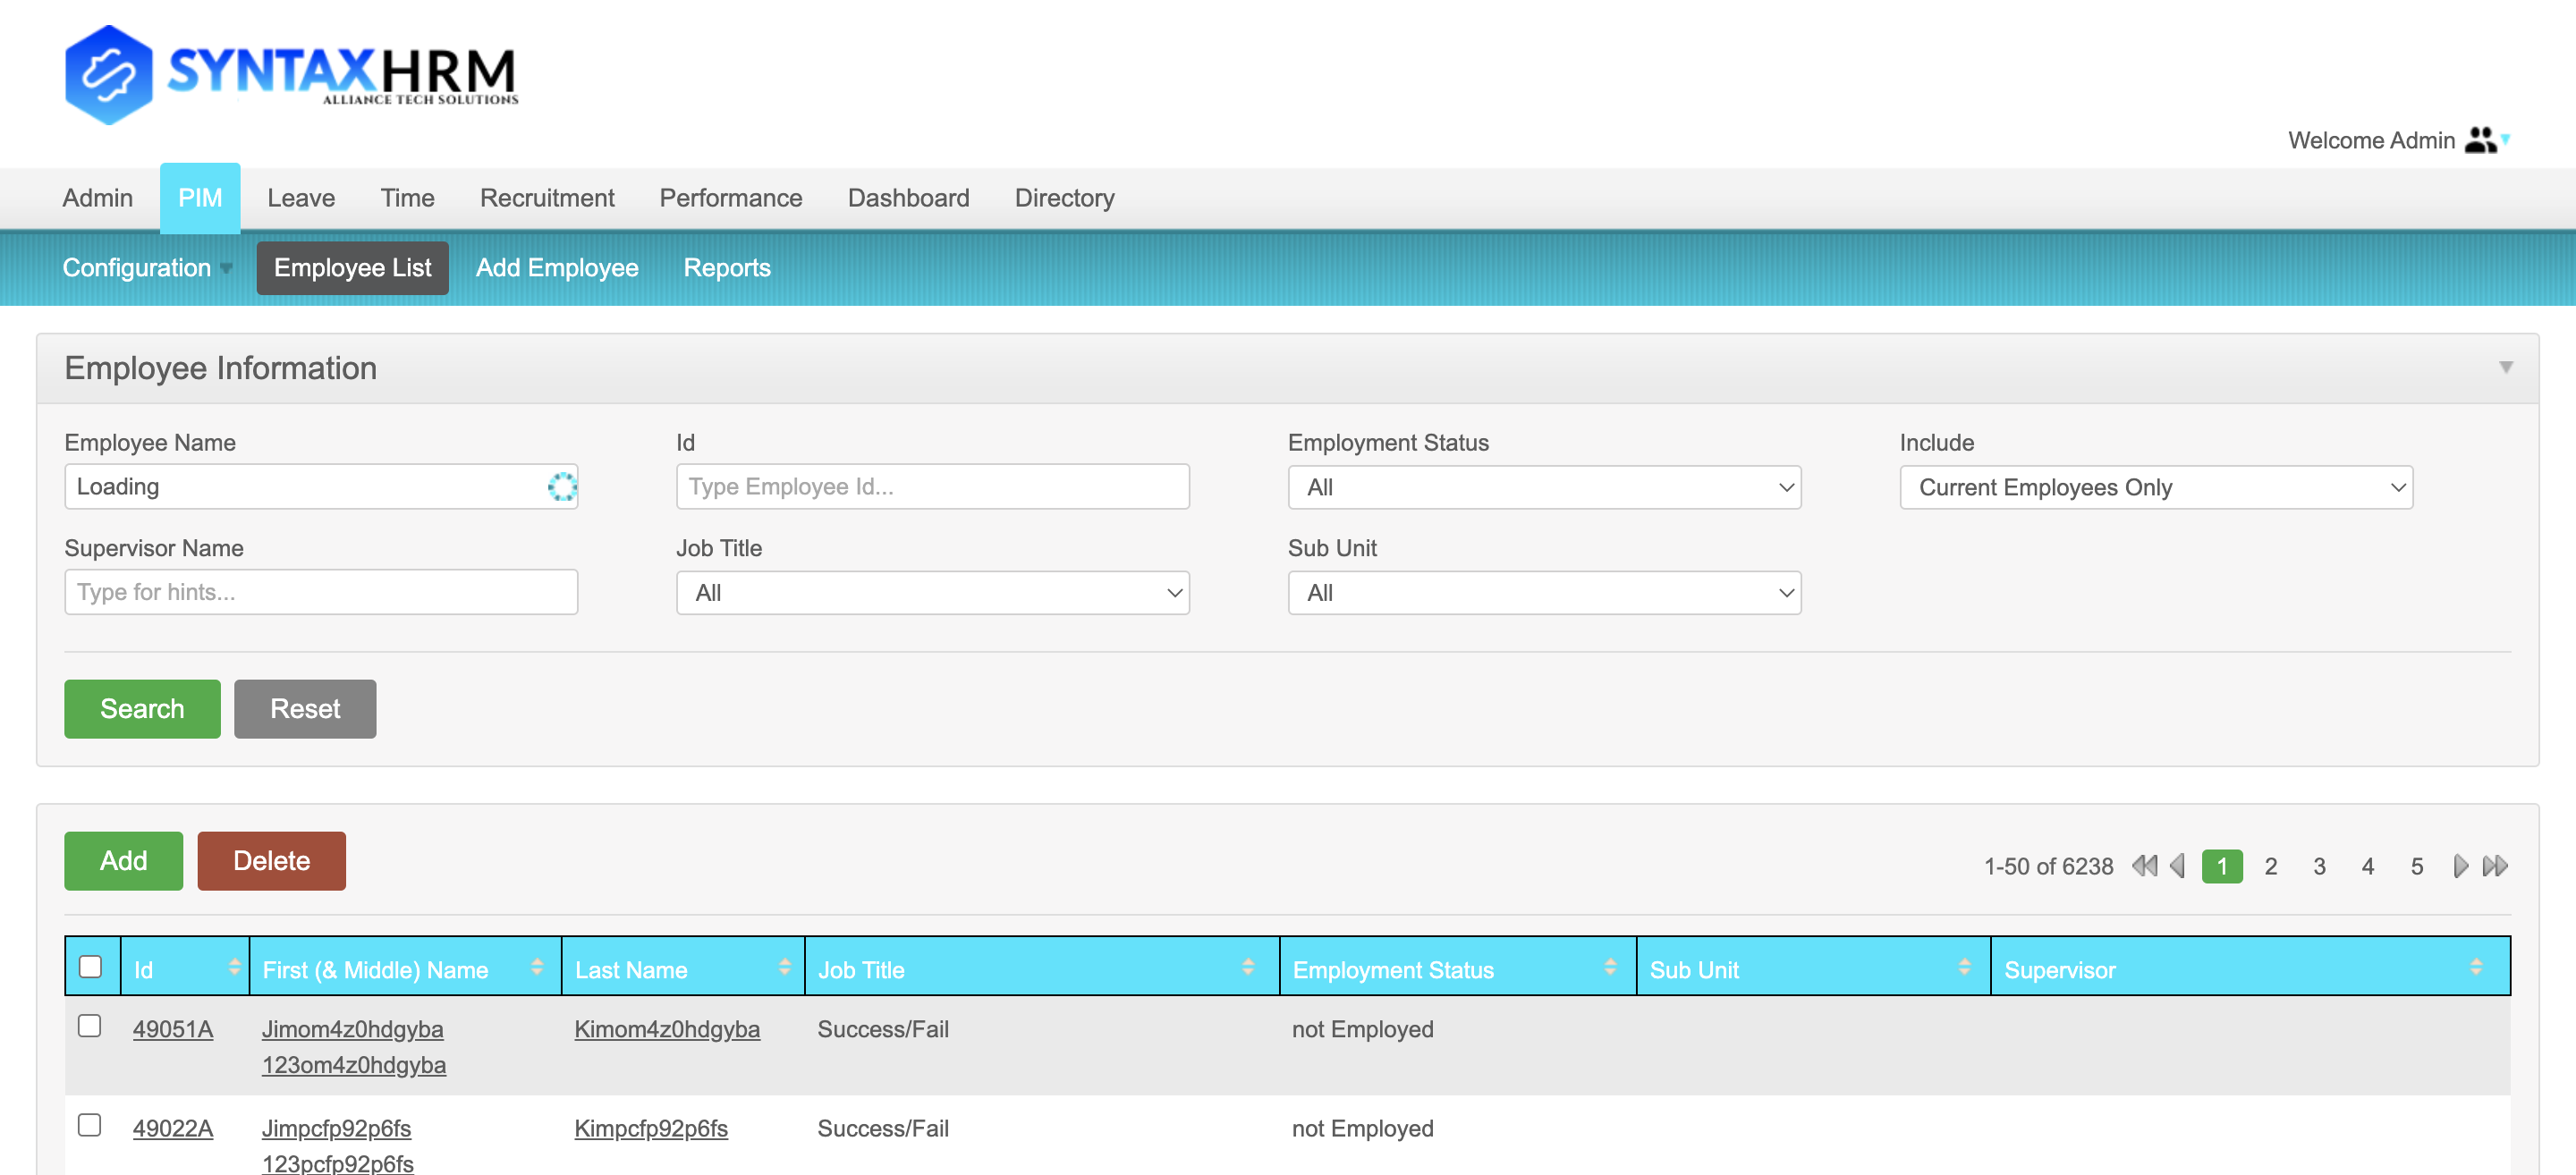 SYNTAXHRM
ALLIANCE TECH SOLUTIONS
Welcome Admin
Admin PIM Leave Time Recruitment Performance Dashboard Directory
Configuration Employee List Add Employee Reports
Employee Information
Employee Name Id Employment Status Include
Loading Type Employee Id... All Current Employees Only
Supervisor Name Job Title Sub Unit
Type for hints... All All
Search Reset
Add Delete 1-50 of 6238 1 2 3 4 5
Id First (& Middle) Name Last Name Job Title Employment Status Sub Unit Supervisor
49051A Jimom4z0hdgyba Kimom4z0hdgyba Success/Fail not Employed
123om4z0hdgyba
49022A Jimpcfp92p6fs Kimpcfp92p6fs Success/Fail not Employed
123pcfp92p6fs